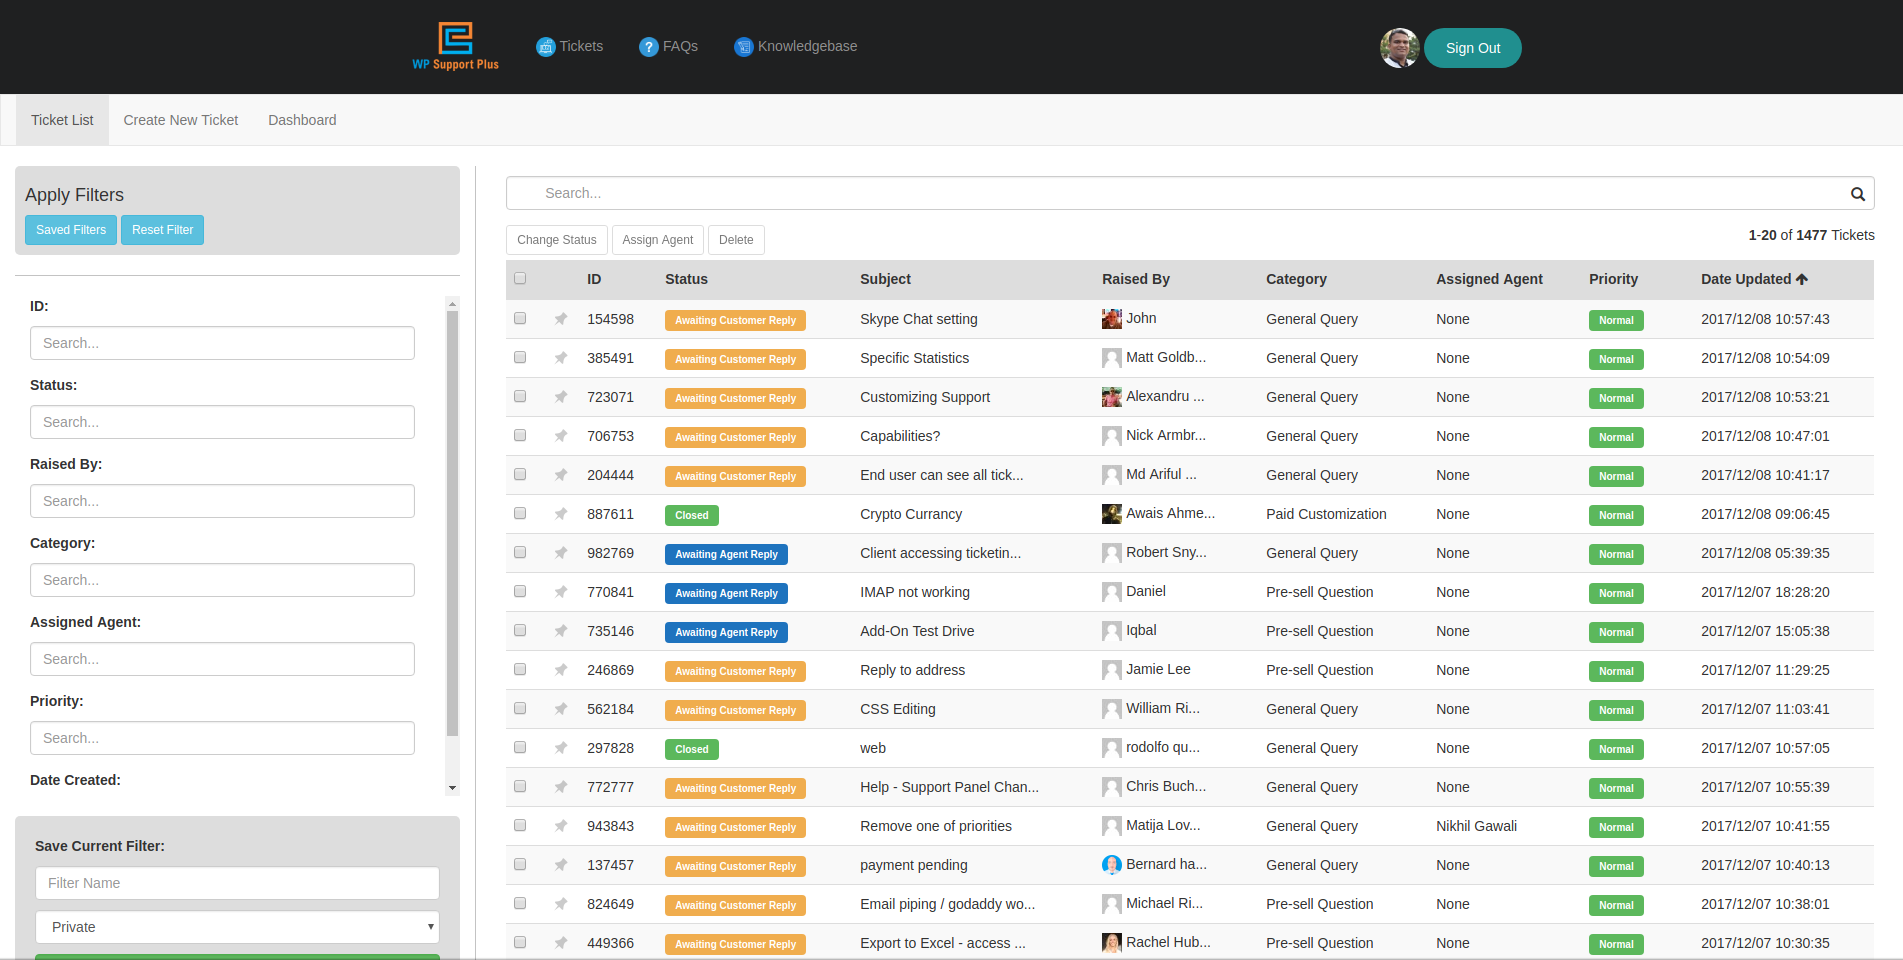 WP Support Plus
Tickets
FAQs
Knowledgebase
Sign Out
Ticket List
Create New Ticket
Dashboard
Apply Filters
Saved Filters
Reset Filter
ID:
Search...
Status:
Search...
Raised By:
Search...
Category:
Search...
Assigned Agent:
Search...
Priority:
Search...
Date Created:
Save Current Filter:
Filter Name
Private
Search...
Change Status
Assign Agent
Delete
1-20 of 1477 Tickets
ID Status Subject Raised By Category Assigned Agent Priority Date Updated
154598 Awaiting Customer Reply Skype Chat setting John General Query None Normal 2017/12/08 10:57:43
385491 Awaiting Customer Reply Specific Statistics Matt Goldb... General Query None Normal 2017/12/08 10:54:09
723071 Awaiting Customer Reply Customizing Support Alexandru ... General Query None Normal 2017/12/08 10:53:21
706753 Awaiting Customer Reply Capabilities? Nick Armbr... General Query None Normal 2017/12/08 10:47:01
204444 Awaiting Customer Reply End user can see all tick... Md Ariful ... General Query None Normal 2017/12/08 10:41:17
887611 Closed Crypto Currancy Awais Ahme... Paid Customization None Normal 2017/12/08 09:06:45
982769 Awaiting Agent Reply Client accessing ticketin... Robert Sny... General Query None Normal 2017/12/08 05:39:35
770841 Awaiting Agent Reply IMAP not working Daniel Pre-sell Question None Normal 2017/12/07 18:28:20
735146 Awaiting Agent Reply Add-On Test Drive Iqbal Pre-sell Question None Normal 2017/12/07 15:05:38
246869 Awaiting Customer Reply Reply to address Jamie Lee Pre-sell Question None Normal 2017/12/07 11:29:25
562184 Awaiting Customer Reply CSS Editing William Ri... General Query None Normal 2017/12/07 11:03:41
297828 Closed web rodolfo qu... General Query None Normal 2017/12/07 10:57:05
772777 Awaiting Customer Reply Help - Support Panel Chan... Chris Buch... General Query None Normal 2017/12/07 10:55:39
943843 Awaiting Customer Reply Remove one of priorities Matija Lov... General Query Nikhil Gawali Normal 2017/12/07 10:41:55
137457 Awaiting Customer Reply payment pending Bernard ha... General Query None Normal 2017/12/07 10:40:13
824649 Awaiting Customer Reply Email piping / godaddy wo... Michael Ri... Pre-sell Question None Normal 2017/12/07 10:38:01
449366 Awaiting Customer Reply Export to Excel - access ... Rachel Hub... Pre-sell Question None Normal 2017/12/07 10:30:35